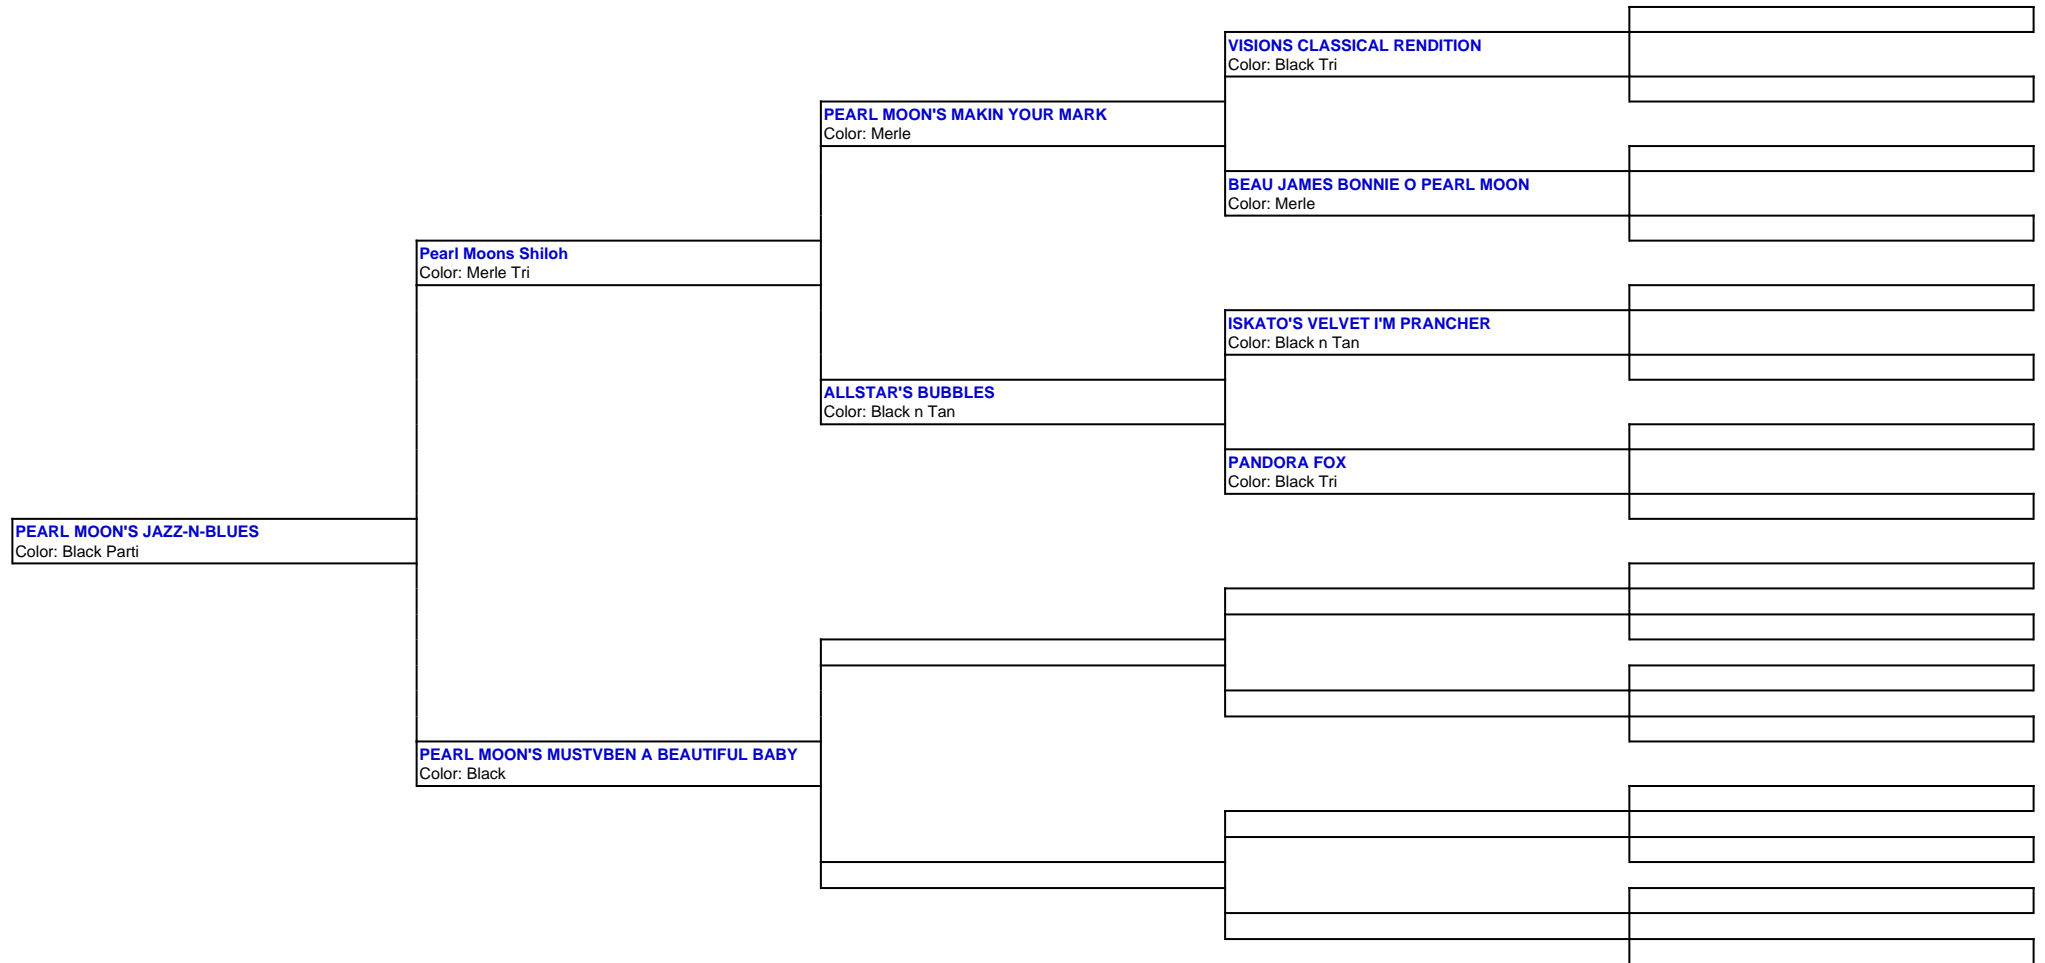 VISIONS CLASSICAL RENDITION
Color: Black Tri
PEARL MOON'S MAKIN YOUR MARK
Color: Merle
BEAU JAMES BONNIE O PEARL MOON
Color: Merle
Pearl Moons Shiloh
Color: Merle Tri
ISKATO'S VELVET I'M PRANCHER
Color: Black n Tan
ALLSTAR'S BUBBLES
Color: Black n Tan
PANDORA FOX
Color: Black Tri
PEARL MOON'S JAZZ-N-BLUES
Color: Black Parti
PEARL MOON'S MUSTVBEN A BEAUTIFUL BABY
Color: Black